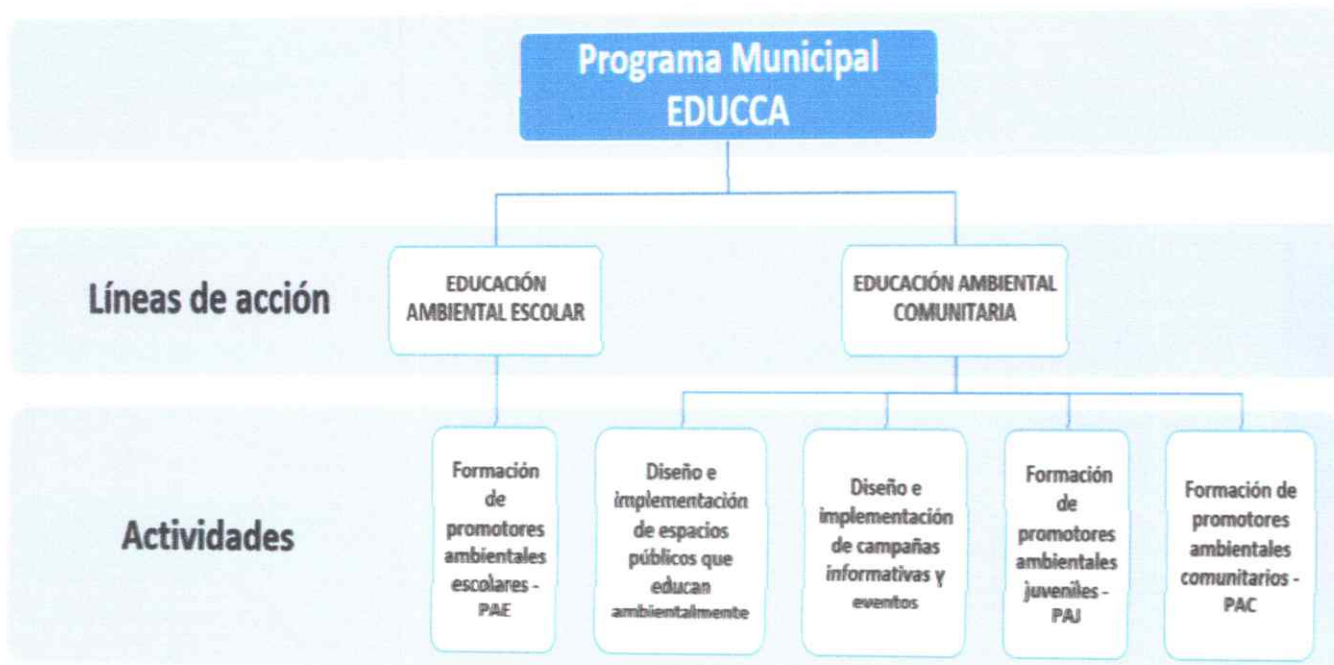 Programa Municipal
EDUCCA
Líneas de acción
EDUCACIÓN
AMBIENTAL ESCOLAR
EDUCACIÓN AMBIENTAL
COMUNITARIA
Actividades
Formación
de
promotores
ambientales
escolares -
PAE
Diseño e
implementación
de espacios
públicos que
educan
ambientalmente
Diseño e
implementación
de campañas
informativas y
eventos
Formación
de
promotores
ambientales
juveniles - PAJ
Formación de
promotores
ambientales
comunitarios -
PAC